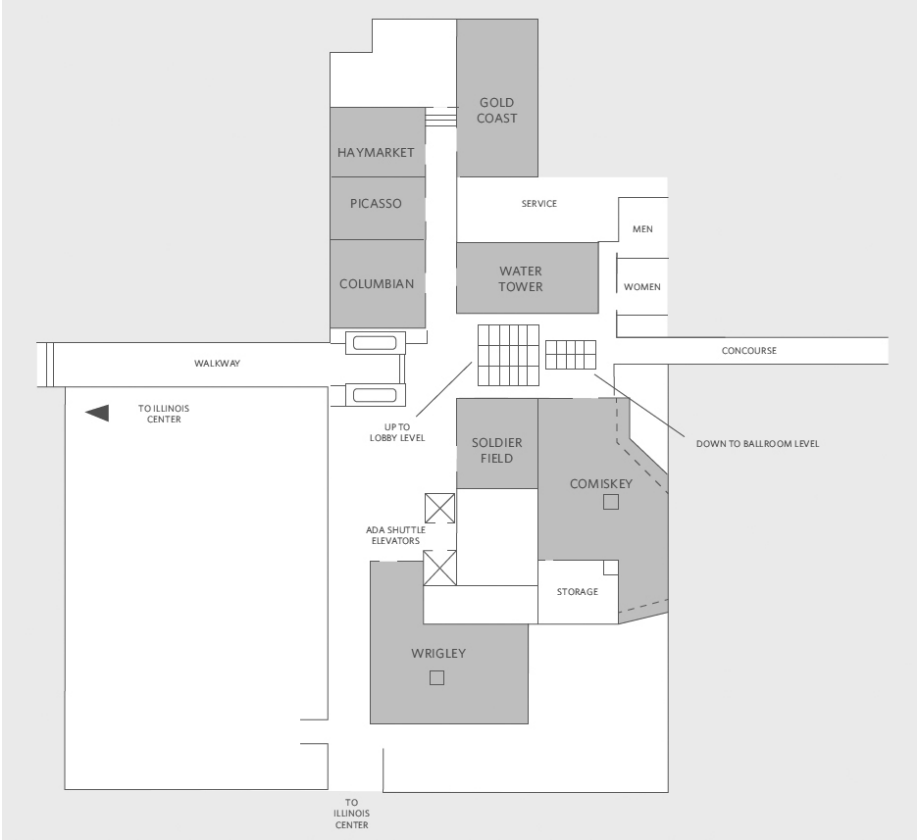 GOLD
COAST
HAYMARKET
PICASSO
SERVICE
MEN
COLUMBIAN
WATER
TOWER
WOMEN
WALKWAY
CONCOURSE
TO ILLINOIS
CENTER
UP TO
LOBBY LEVEL
SOLDIER
FIELD
DOWN TO BALLROOM LEVEL
COMISKEY
ADA SHUTTLE
ELEVATORS
STORAGE
WRIGLEY
TO
ILLINOIS
CENTER